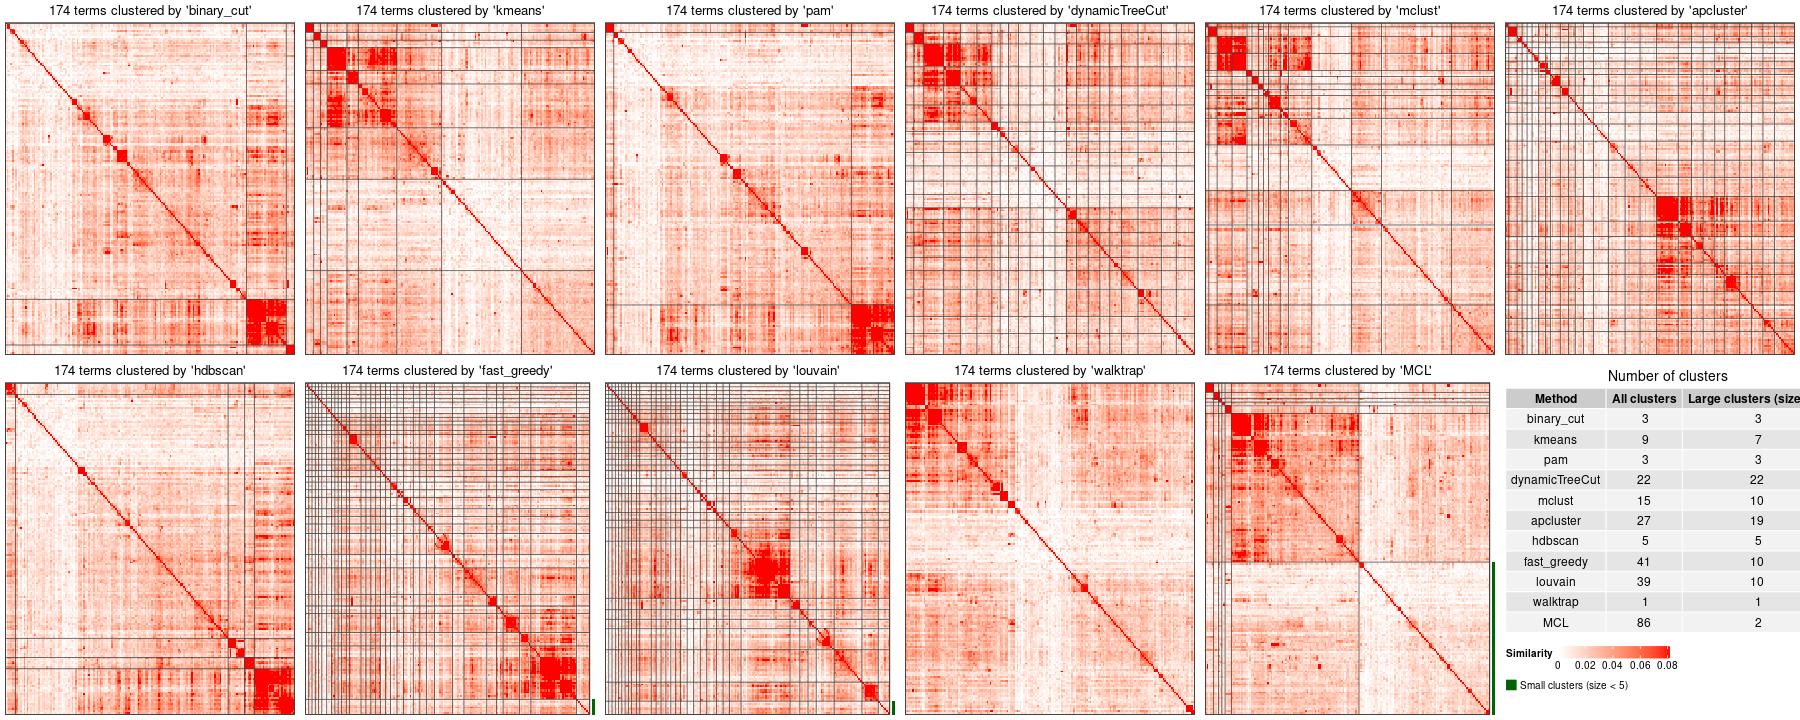 174 terms clustered by 'binary_cut'
174 terms clustered by 'kmeans'
174 terms clustered by 'pam'
174 terms clustered by 'dynamicTreeCut'
174 terms clustered by 'mclust'
174 terms clustered by 'apcluster'
174 terms clustered by 'hdbscan'
174 terms clustered by 'fast_greedy'
174 terms clustered by 'louvain'
174 terms clustered by 'walktrap'
174 terms clustered by 'MCL'
Number of clusters
Method All clusters Large clusters (size
binary_cut 3 3
kmeans 9 7
pam 3 3
dynamicTreeCut 22 22
mclust 15 10
apcluster 27 19
hdbscan 5 5
fast_greedy 41 10
louvain 39 10
walktrap 1 1
MCL 86 2
Similarity
0 0.02 0.04 0.06 0.08
Small clusters (size < 5)